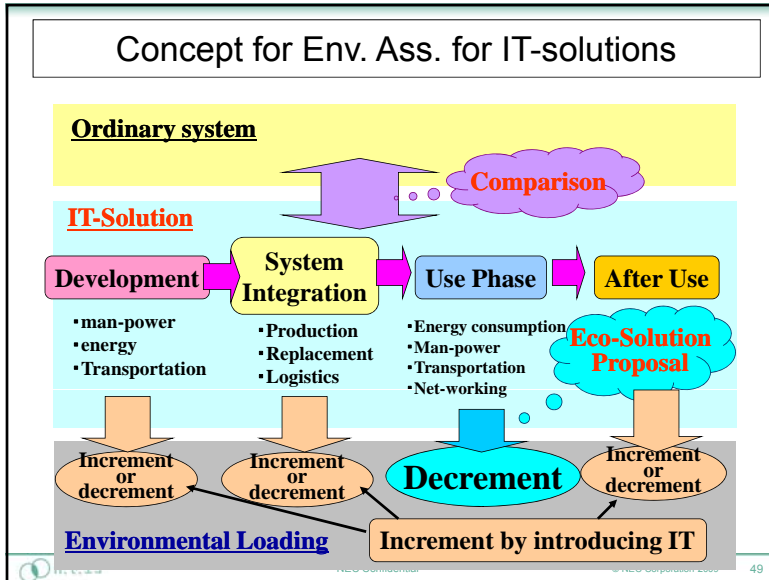 Concept for Env. Ass. for IT-solutions
Ordinary system
Comparison
IT-Solution
Development
System
Integration
Use Phase
After Use
▪man-power
▪energy
▪Transportation
▪Production
▪Replacement
▪Logistics
▪Energy consumption
▪Man-power
▪Transportation
▪Net-working
Eco-Solution
Proposal
Increment
or
decrement
Increment
or
decrement
Decrement
Increment
or
decrement
Environmental Loading
Increment by introducing IT
49